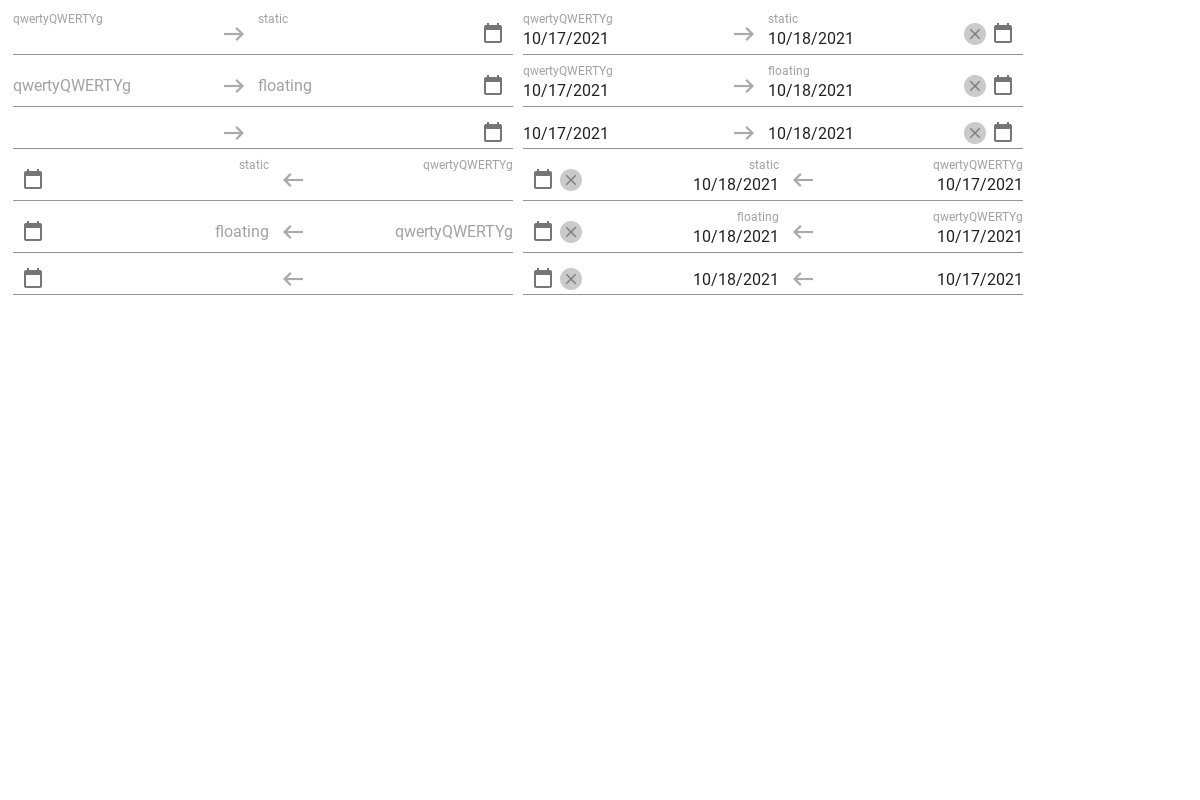 qwertyQWERTYg static qwertyQWERTYg static
10/17/2021 10/18/2021
qwertyQWERTYg floating qwertyQWERTYg floating
10/17/2021 10/18/2021
10/17/2021 10/18/2021
static qwertyQWERTYg static qwertyQWERTYg
10/18/2021 10/17/2021
floating qwertyQWERTYg floating qwertyQWERTYg
10/18/2021 10/17/2021
10/18/2021 10/17/2021